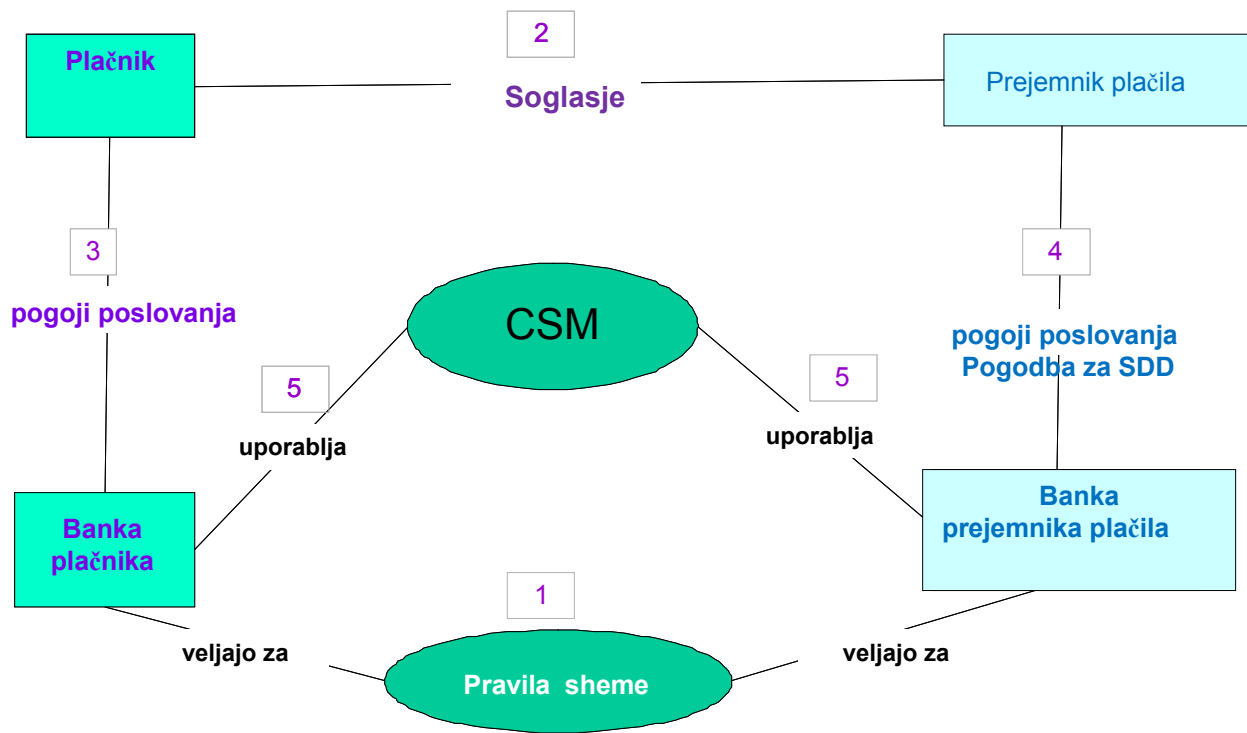 2
Plačnik
Soglasje
Prejemnik plačila
3
4
pogoji poslovanja
CSM
pogoji poslovanja
Pogodba za SDD
5
5
uporablja
uporablja
Banka
plačnika
Banka
prejemnika plačila
1
veljajo za
veljajo za
Pravila sheme